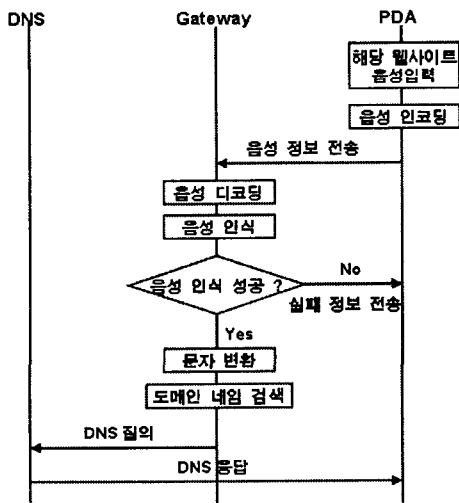 DNS Gateway PDA
해당 웹사이트
음성입력
음성 인코딩
음성 정보 전송
음성 디코딩
음성 인식
음성 인식 성공 ?
No
실패 정보 전송
Yes
문자 변환
도메인 네임 검색
DNS 질의
DNS 응답